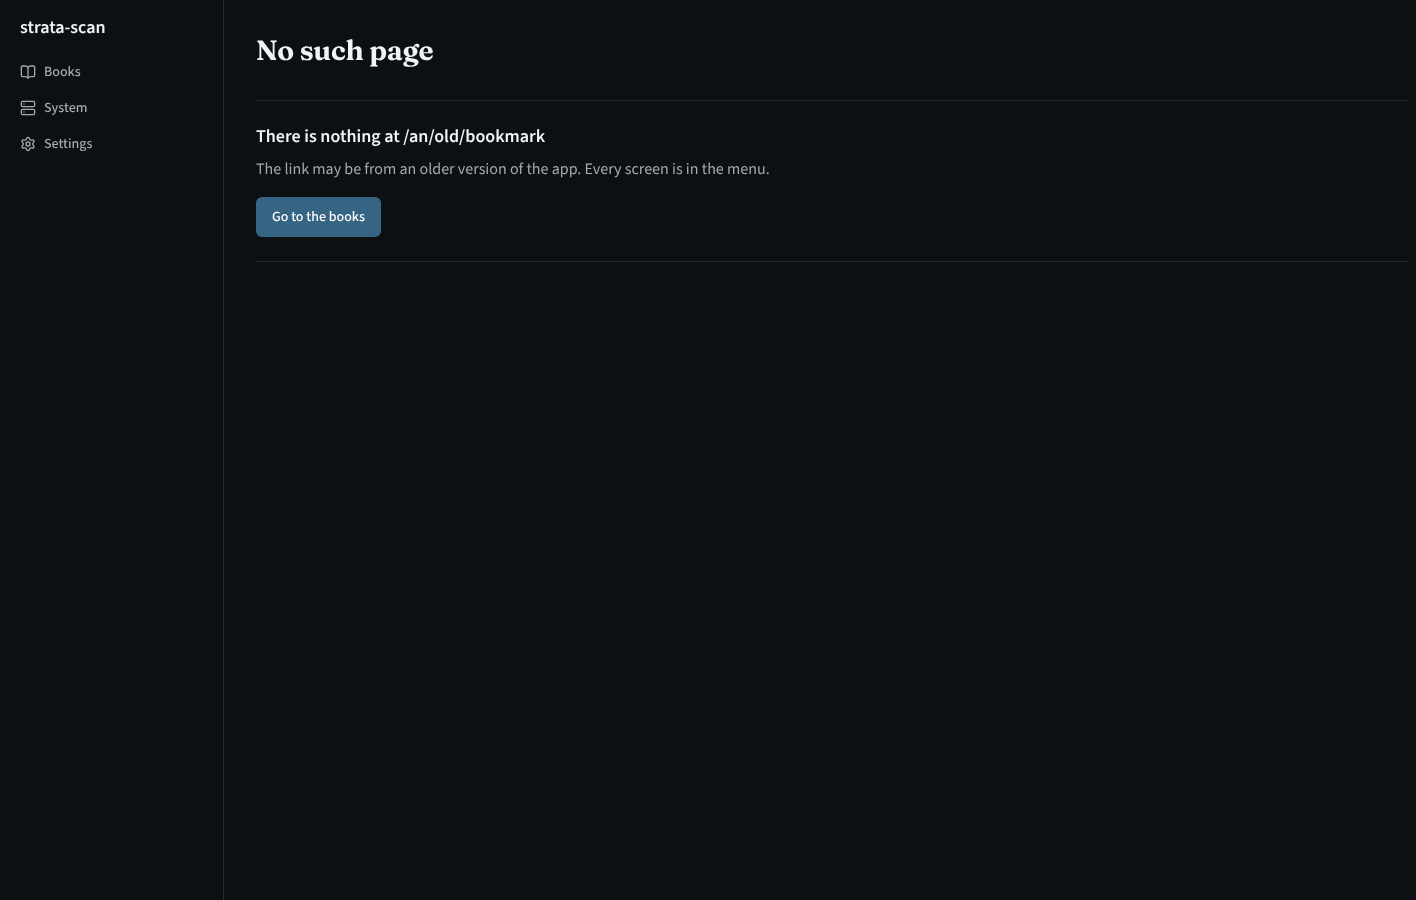 strata-scan
Books
System
Settings
No such page
There is nothing at /an/old/bookmark
The link may be from an older version of the app. Every screen is in the menu.
Go to the books